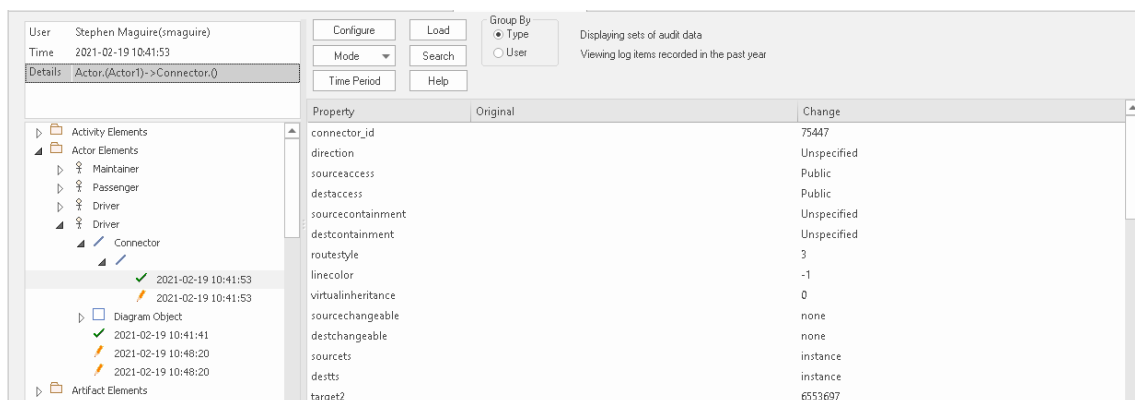 User Stephen Maguire(smaguire)
Time 2021-02-19 10:41:53
Details Actor.(Actor1)->Connector.()
Configure Load
Mode Search
Time Period Help
Group By
Type
User
Displaying sets of audit data
Viewing log items recorded in the past year
Activity Elements
Actor Elements
Maintainer
Passenger
Driver
Driver
Connector
2021-02-19 10:41:53
2021-02-19 10:41:53
Diagram Object
2021-02-19 10:41:41
2021-02-19 10:48:20
2021-02-19 10:48:20
Artifact Elements
Property Original Change
connector_id 75447
direction Unspecified
sourceaccess Public
destaccess Public
sourcecontainment Unspecified
destcontainment Unspecified
routestyle 3
linecolor -1
virtualinheritance 0
sourcechangeable none
destchangeable none
sourcets instance
destts instance
target2 6553697